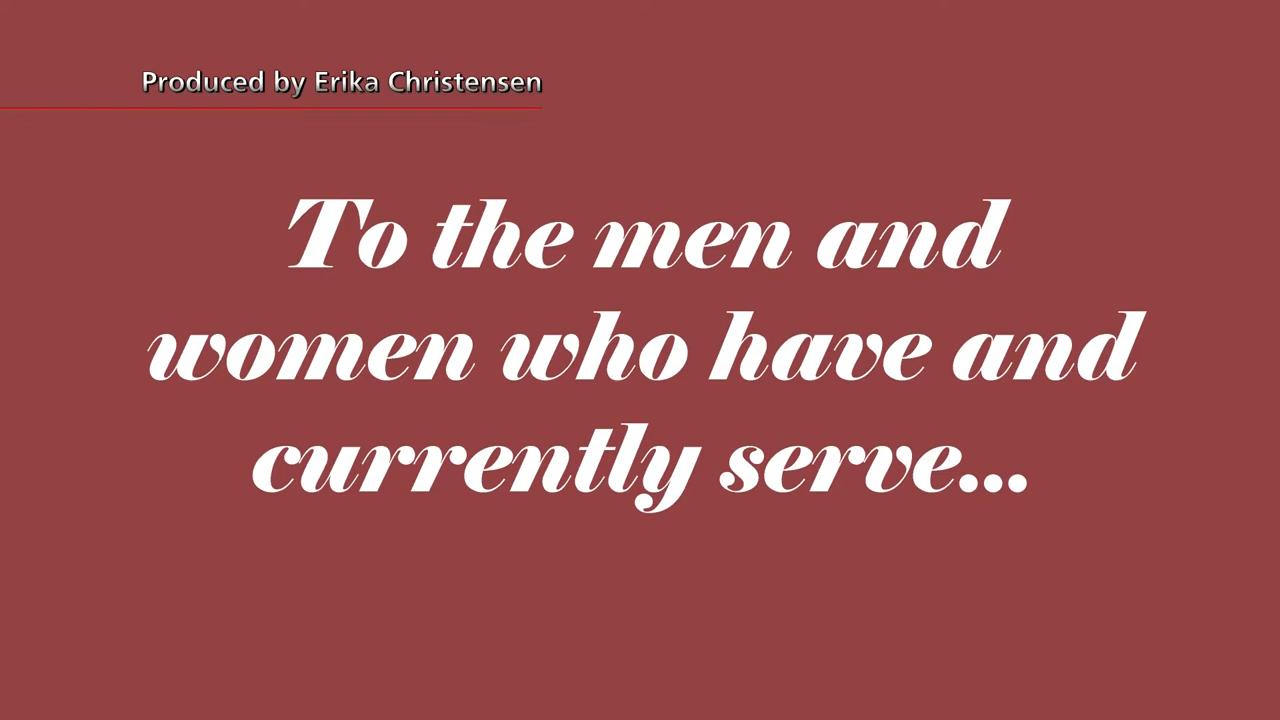 Produced by Erika Christensen
To the men and
women who have and
currently serve...